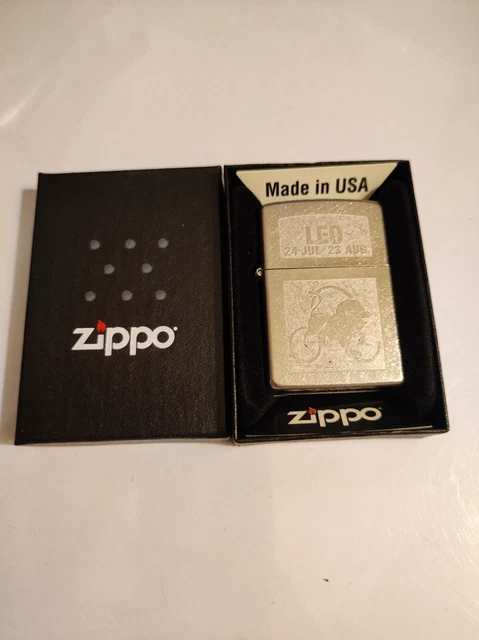 zippo
Made in USA
LEO
24 JUL 23 AUG
zippo